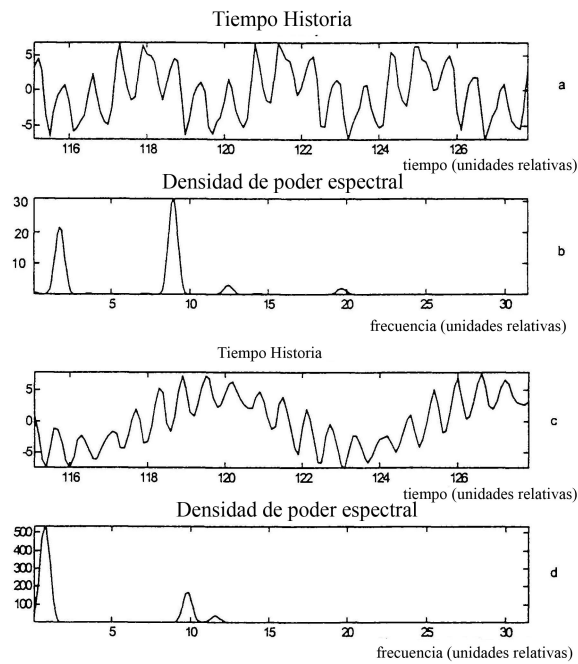 Tiempo Historia
5
0
-5
a
116 118 120 122 124 126
tiempo (unidades relativas)
Densidad de poder espectral
30
20
10
b
5 10 15 20 25 30
frecuencia (unidades relativas)
Tiempo Historia
5
0
-5
c
116 118 120 122 124 126
tiempo (unidades relativas)
Densidad de poder espectral
500
400
300
200
100
d
5 10 15 20 25 30
frecuencia (unidades relativas)